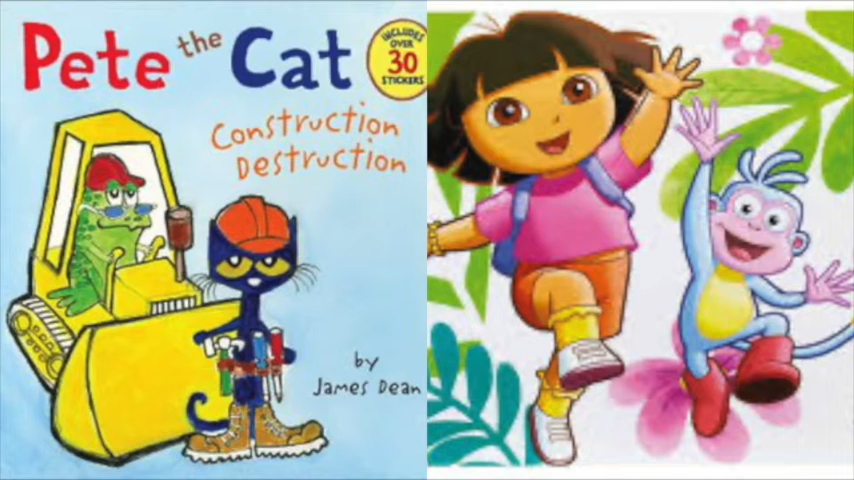 Pete the Cat
INCLUDES
OVER
30
STICKERS
Construction
Destruction
by
James Dean